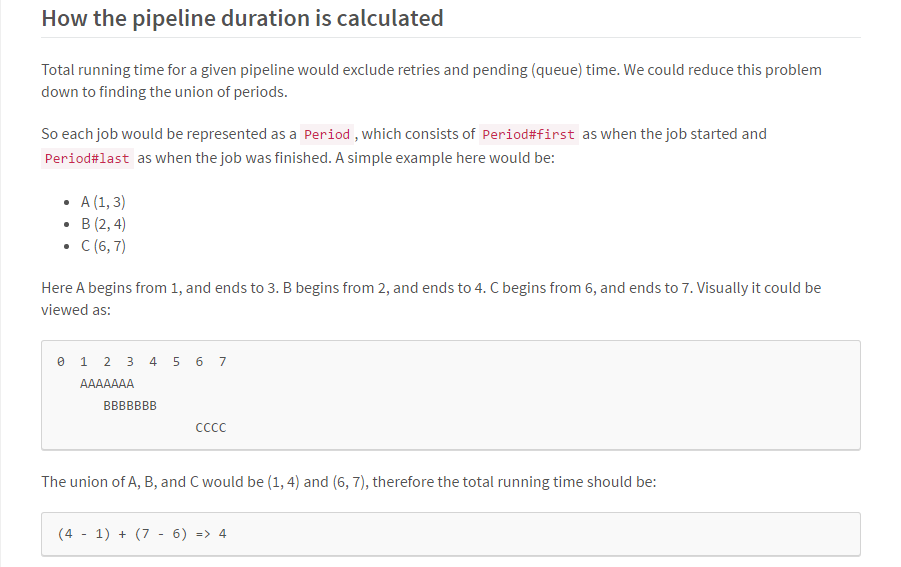 How the pipeline duration is calculated
Total running time for a given pipeline would exclude retries and pending (queue) time. We could reduce this problem
down to finding the union of periods.
So each job would be represented as a Period, which consists of Period#first as when the job started and
Period#last as when the job was finished. A simple example here would be:
• A (1, 3)
• B (2, 4)
• C (6, 7)
Here A begins from 1, and ends to 3. B begins from 2, and ends to 4. C begins from 6, and ends to 7. Visually it could be
viewed as:
0  1  2  3  4  5  6  7
   AAAAAAA
      BBBBBBB
                  CCCC
The union of A, B, and C would be (1, 4) and (6, 7), therefore the total running time should be:
(4 - 1) + (7 - 6) => 4